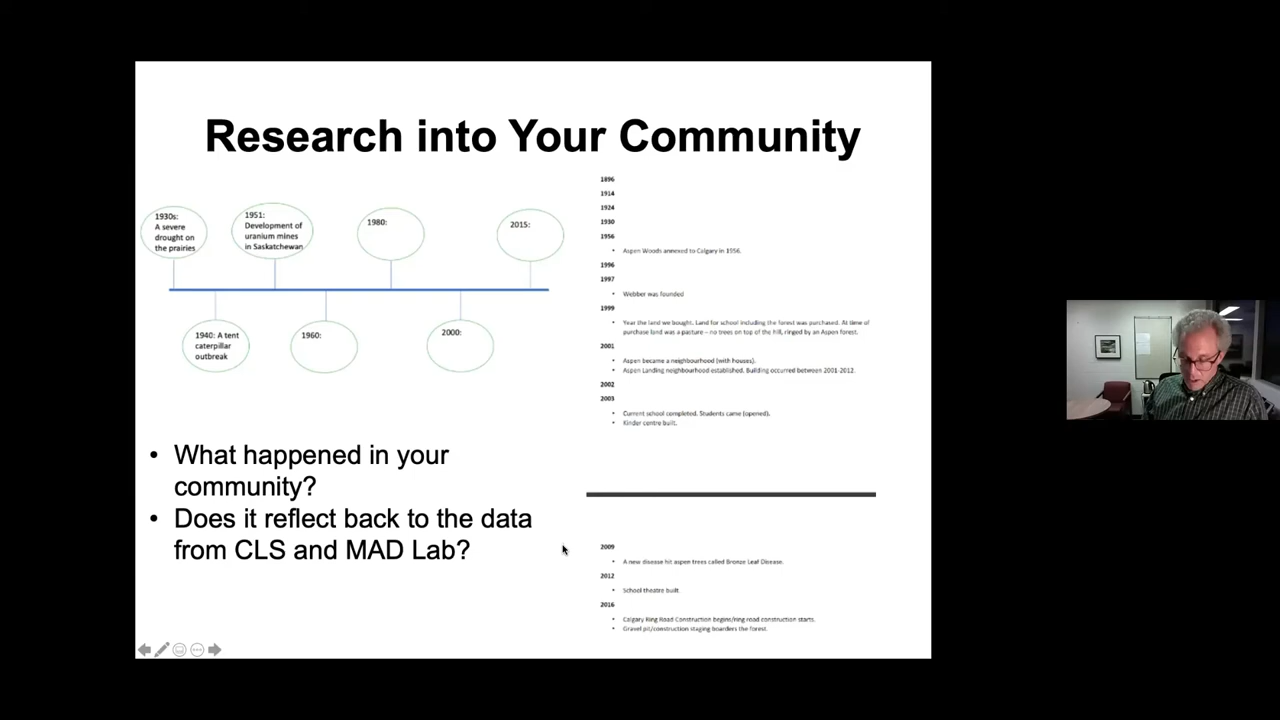 Research into Your Community
1930s:
A severe
drought on
the prairies
1951:
Development of
uranium mines
in Saskatchewan
1980:
2015:
1940: A tent
caterpillar
outbreak
1960:
2000:
• What happened in your
community?
• Does it reflect back to the data
from CLS and MAD Lab?
1896
1914
1924
1930
1956
• Aspen Woods annexed to Calgary in 1956.
1996
1997
• Webber was founded
1999
• Year the land we bought. Land for school including the forest was purchased. At time of
purchase land was a pasture – no trees on top of the hill, ringed by an Aspen forest.
2001
• Aspen became a neighbourhood (with houses).
• Aspen Landing neighbourhood established. Building occurred between 2001-2012.
2002
2003
• Current school completed. Students came (opened).
• Kinder centre built.
2009
• A new disease hit aspen trees called Bronze Leaf Disease.
2012
• School theatre built.
2016
• Calgary Ring Road Construction begins/ring road construction starts.
• Gravel pit/construction staging boarders the forest.